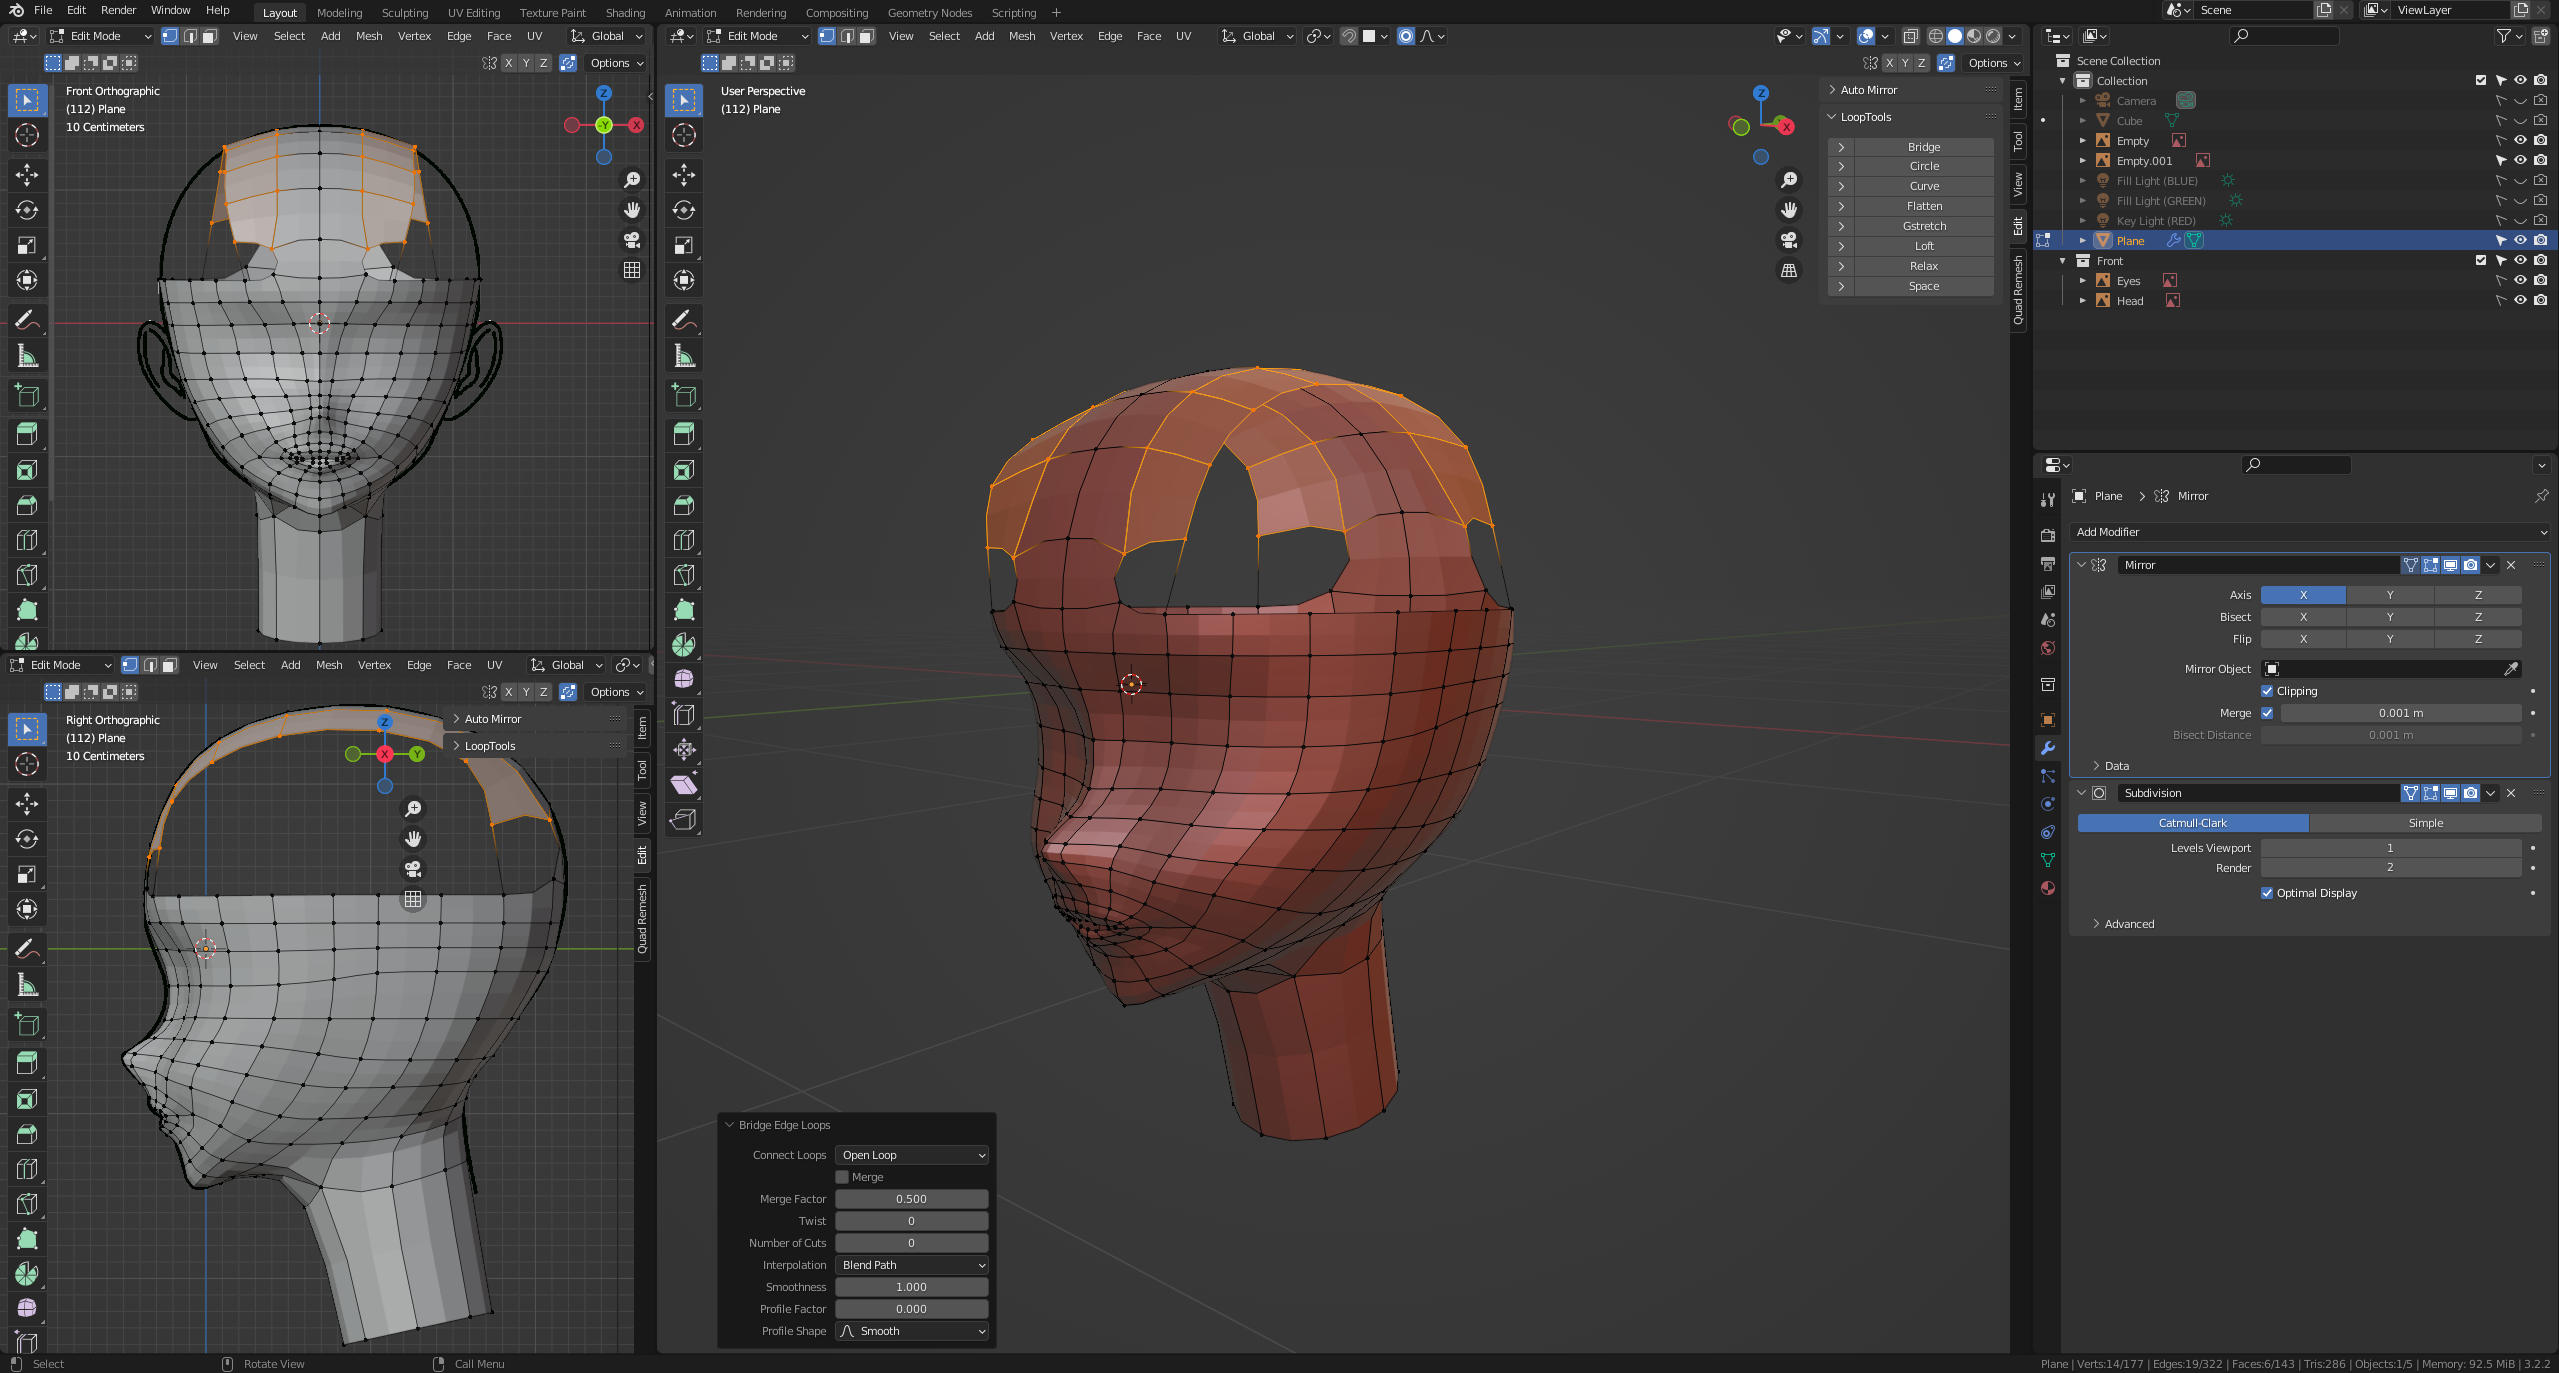 File Edit Render Window Help Layout Modeling Sculpting UV Editing Texture Paint Shading Animation Rendering Compositing Geometry Nodes Scripting + Scene ViewLayer
Edit Mode View Select Add Mesh Vertex Edge Face UV Global
X Y Z Options
Front Orthographic
(112) Plane
10 Centimeters
Z
-Y X
Edit Mode View Select Add Mesh Vertex Edge Face UV Global
X Y Z Options
User Perspective
(112) Plane
Z
X
Auto Mirror
LoopTools
Bridge
Circle
Curve
Flatten
Gstretch
Loft
Relax
Space
Item
Tool
View
Edit
Quad Remesh
Edit Mode View Select Add Mesh Vertex Edge Face UV Global
X Y Z Options
Right Orthographic
(112) Plane
10 Centimeters
Z
X Y
Auto Mirror
LoopTools
Item
Tool
View
Edit
Quad Remesh
Bridge Edge Loops
Connect Loops Open Loop
Merge
Merge Factor 0.500
Twist 0
Number of Cuts 0
Interpolation Blend Path
Smoothness 1.000
Profile Factor 0.000
Profile Shape Smooth
Scene Collection
Collection
Camera
Cube
Empty
Empty.001
Fill Light (BLUE)
Fill Light (GREEN)
Key Light (RED)
Plane
Front
Eyes
Head
Plane Mirror
Add Modifier
Mirror
Axis X Y Z
Bisect X Y Z
Flip X Y Z
Mirror Object
Clipping
Merge 0.001 m
Bisect Distance 0.001 m
Data
Subdivision
Catmull-Clark Simple
Levels Viewport 1
Render 2
Optimal Display
Advanced
Select Rotate View Call Menu Plane | Verts:14/177 | Edges:19/322 | Faces:6/143 | Tris:286 | Objects:1/5 | Memory: 92.5 MiB | 3.2.2